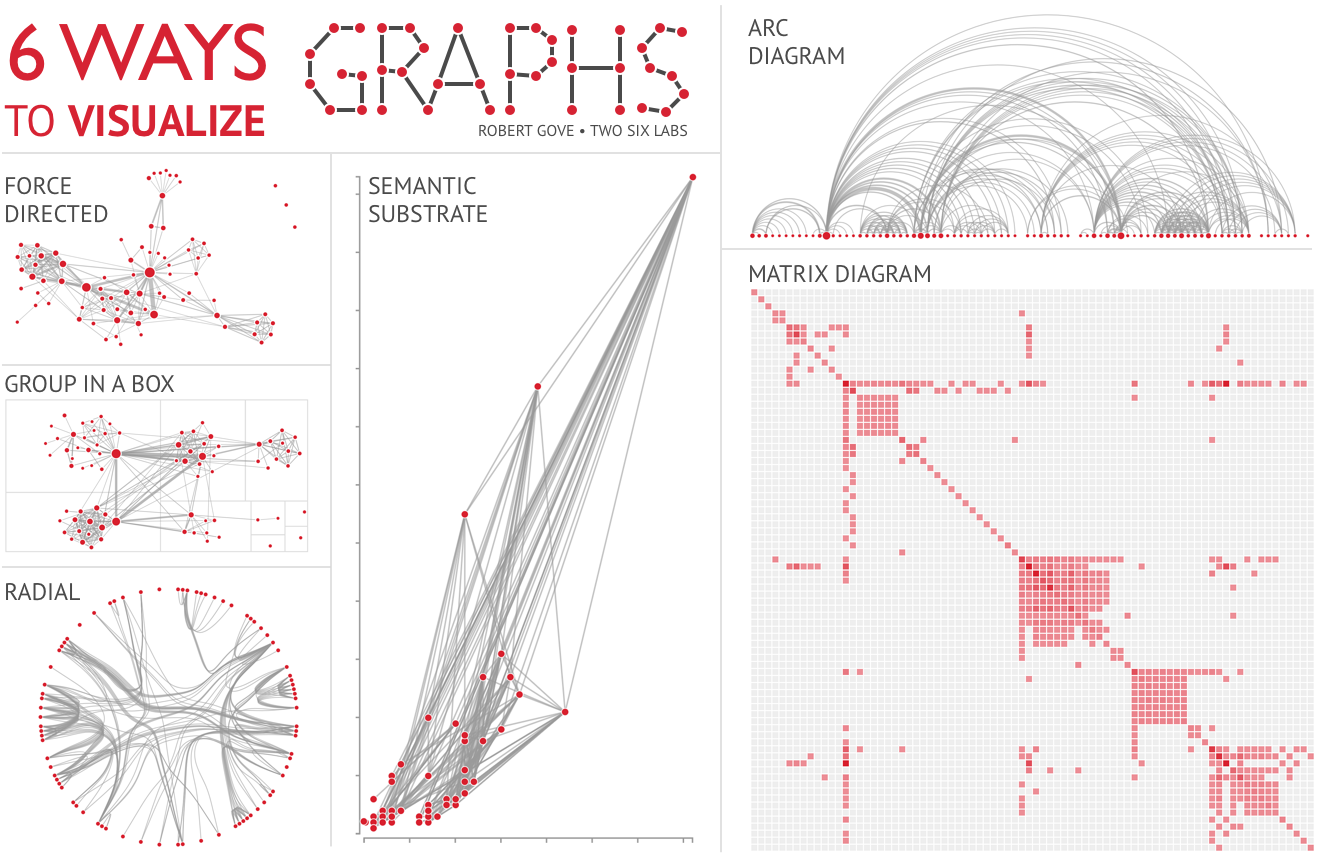 6 WAYS
TO VISUALIZE
GRAPHS
ROBERT GOVE • TWO SIX LABS
FORCE
DIRECTED
GROUP IN A BOX
RADIAL
SEMANTIC
SUBSTRATE
ARC
DIAGRAM
MATRIX DIAGRAM